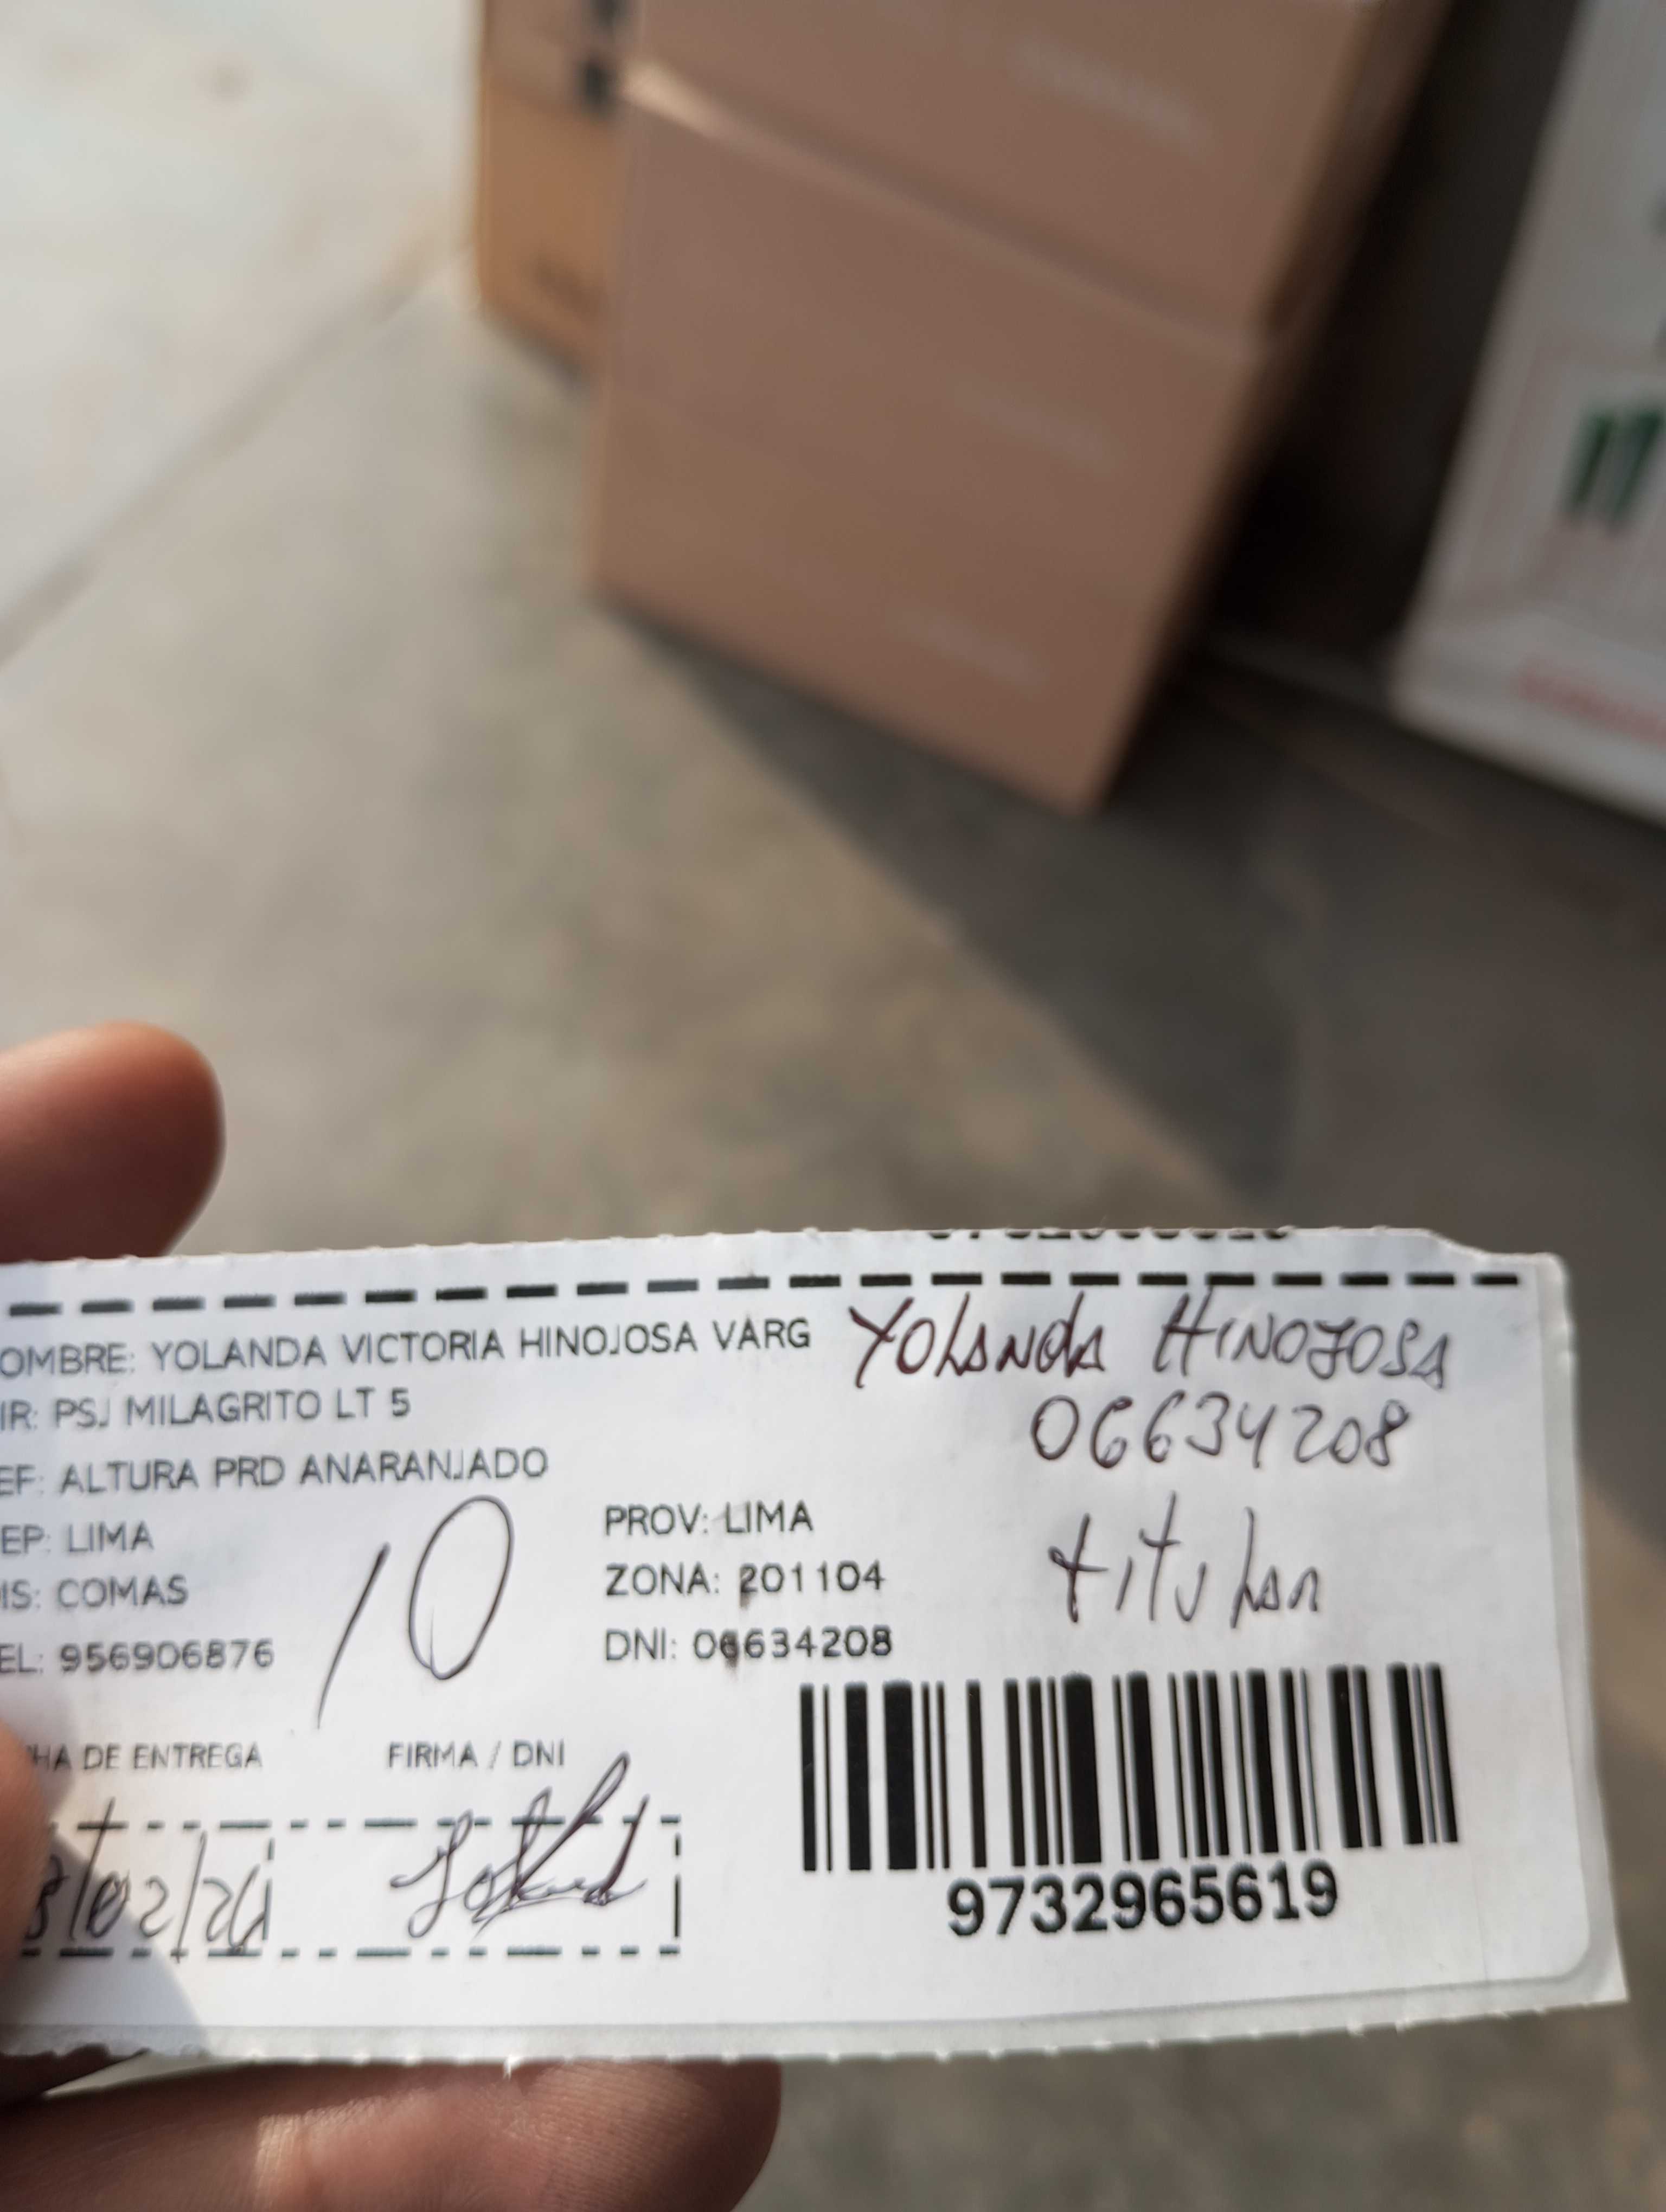 OMBRE: YOLANDA VICTORIA HINOJOSA VARG
YOLANDA HINOJOSA
IR: PSJ MILAGRITO LT 5
06634208
EF: ALTURA PRD ANARANJADO
EP: LIMA
PROV: LIMA
titular
IS: COMAS
ZONA: 201104
EL: 956906876
10
DNI: 06634208
HA DE ENTREGA
FIRMA / DNI
9732965619